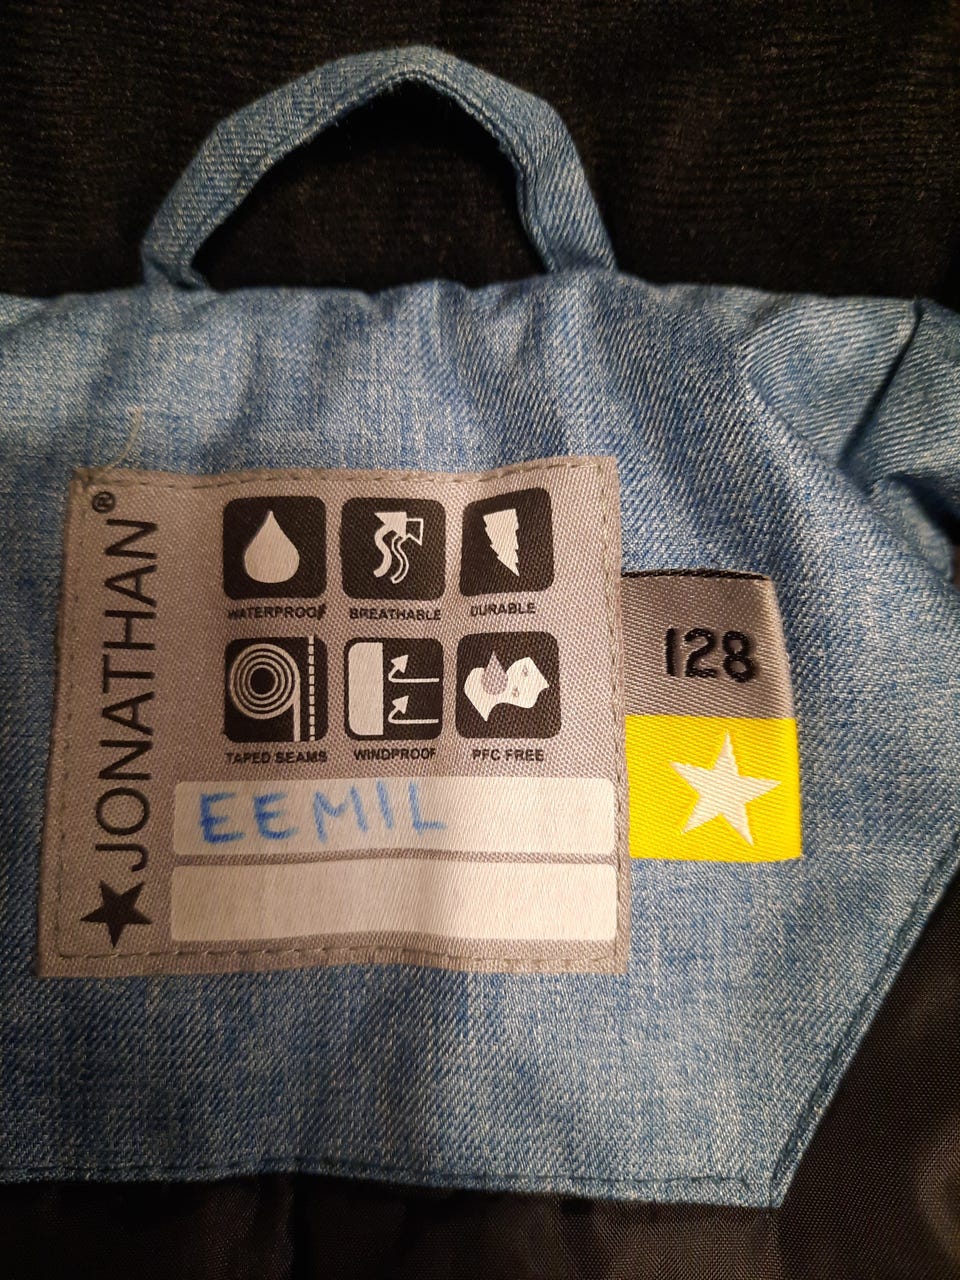 JONATHAN®
WATERPROOF BREATHABLE DURABLE
TAPED SEAMS WINDPROOF PFC FREE
EEMIL
128